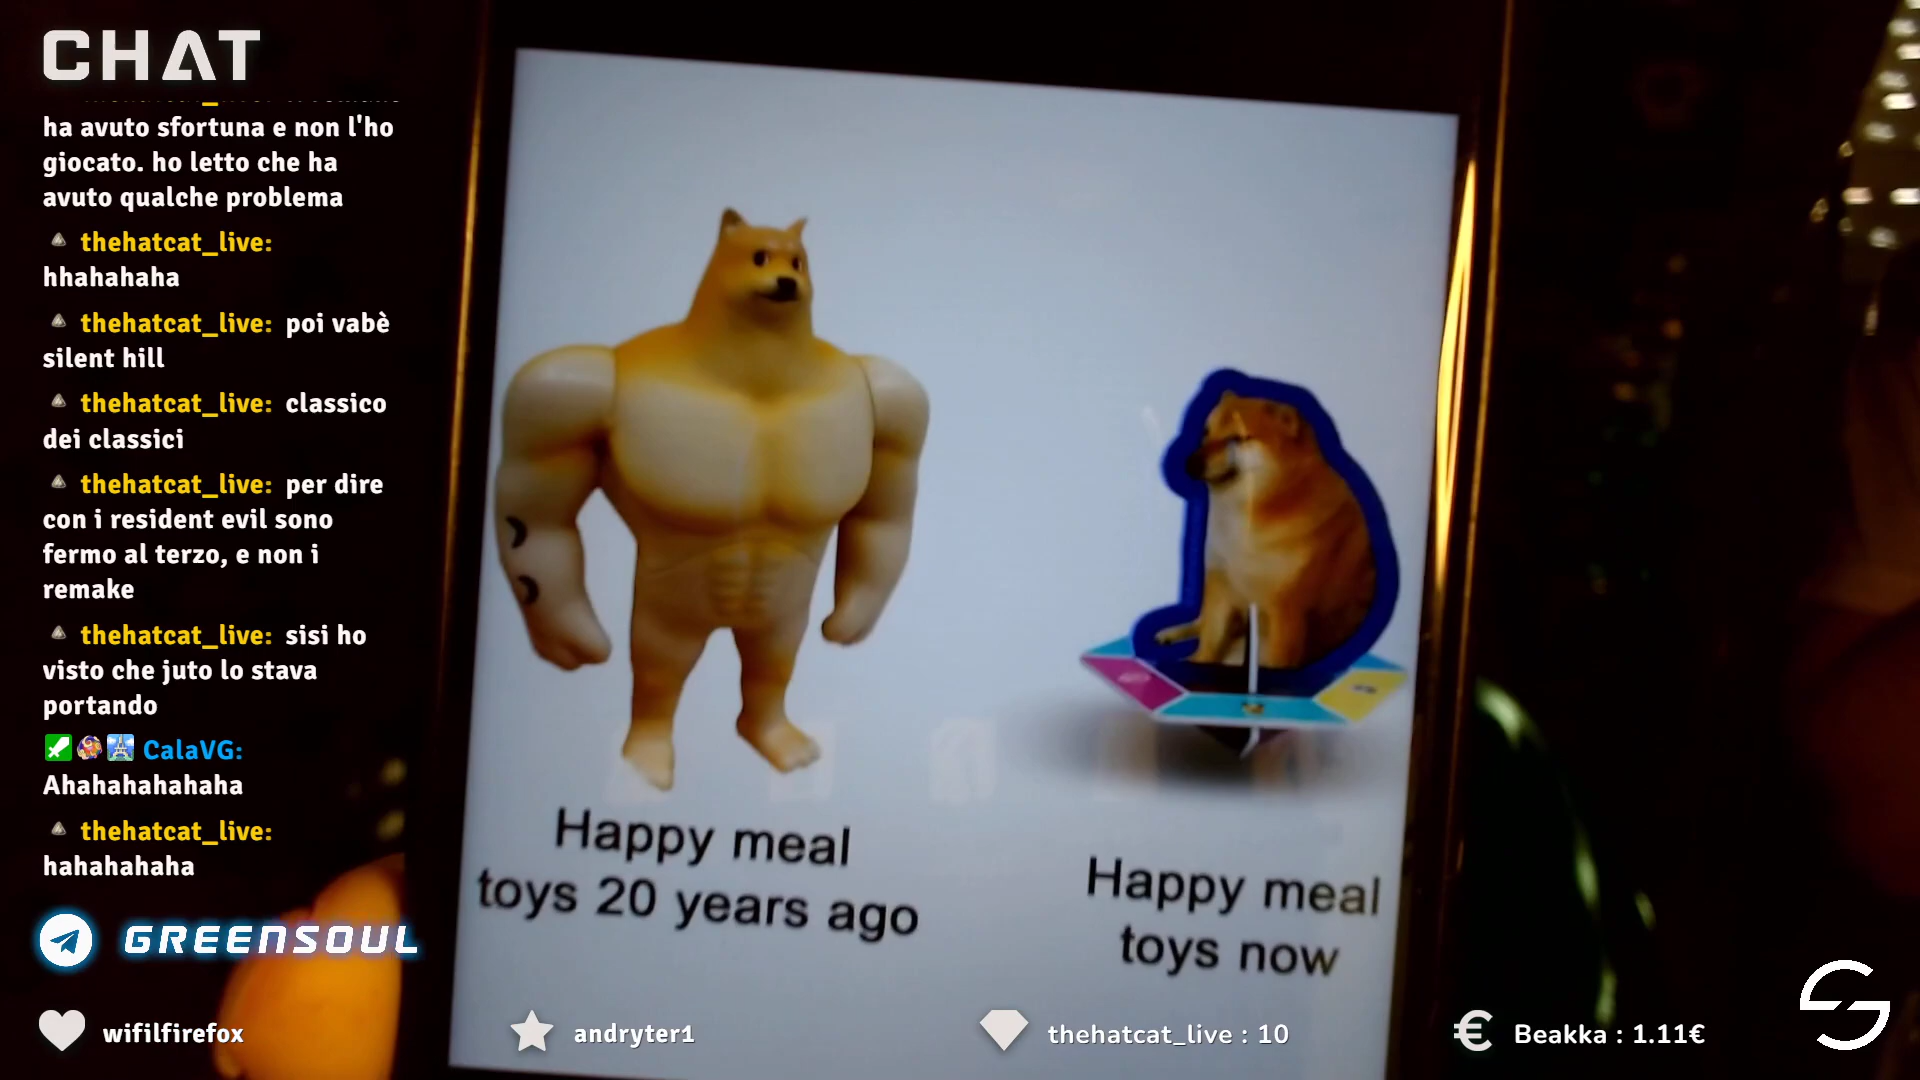 CHAT
ha avuto sfortuna e non l'ho
giocato. ho letto che ha
avuto qualche problema
thehatcat_live:
hhahahaha
thehatcat_live: poi vabè
silent hill
thehatcat_live: classico
dei classici
thehatcat_live: per dire
con i resident evil sono
fermo al terzo, e non i
remake
thehatcat_live: sisi ho
visto che juto lo stava
portando
CalaVG:
Ahahahahahaha
thehatcat_live:
hahahahaha
GREENSOUL
Happy meal
toys 20 years ago
Happy meal
toys now
wifilfirefox
andryter1
thehatcat_live : 10
€ Beakka : 1.11€